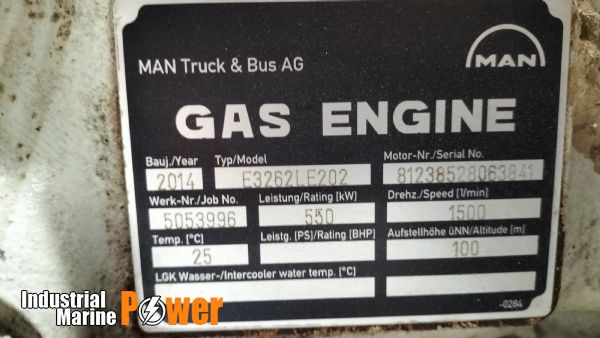 MAN Truck & Bus AG
MAN
GAS ENGINE
Bauj./Year Typ/Model Motor-Nr./Serial No.
2014 E3262LE202 81238528063841
Werk-Nr./Job No. Leistung/Rating [kW] Drehz./Speed [1/min]
5053996 550 1500
Temp. [°C] Leistg. [PS]/Rating [BHP] Aufstellhöhe üNN/Altitude [m]
25 100
LGK Wasser-/Intercooler water temp. [°C]
-0284
Industrial
Marine Power